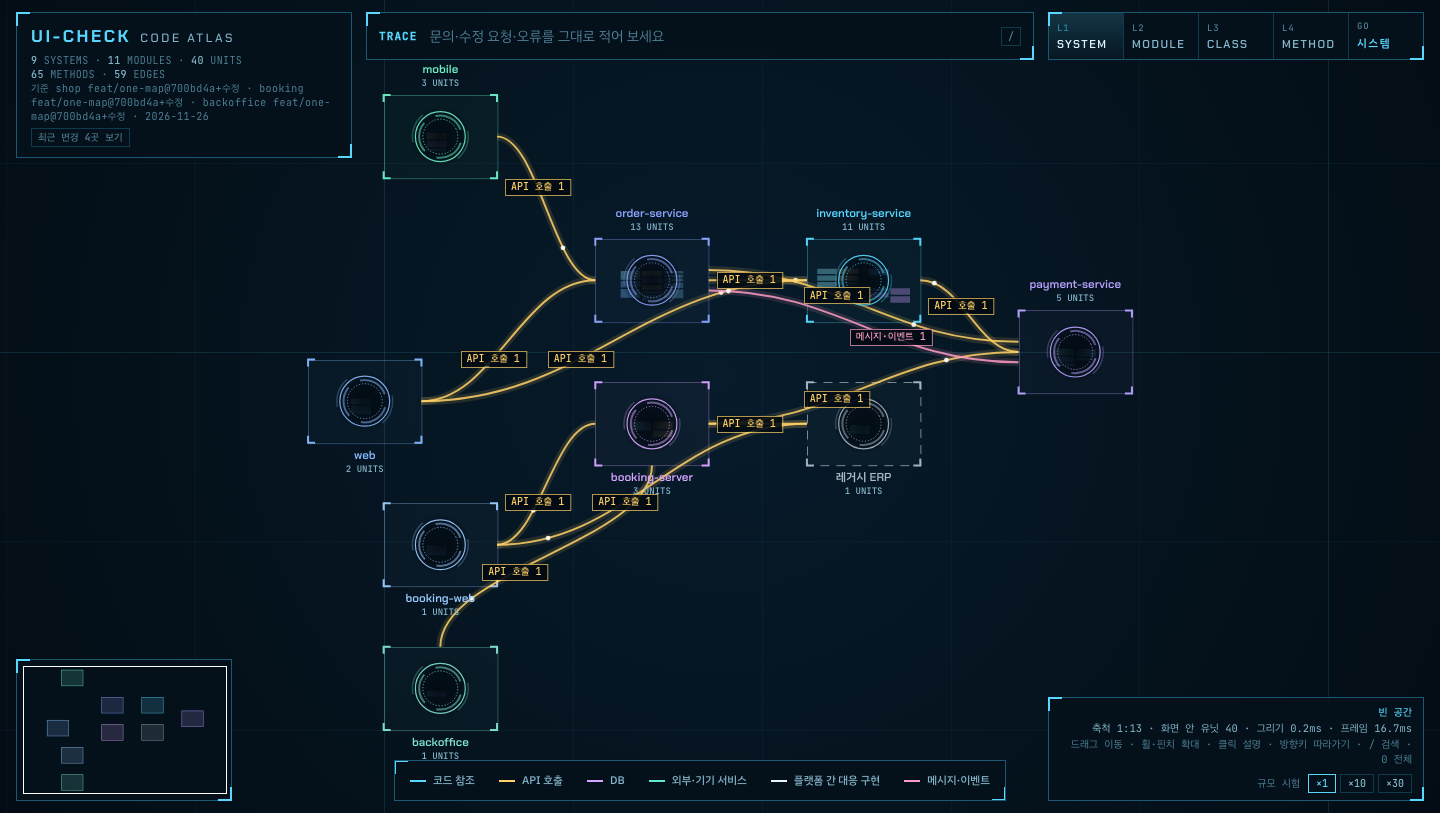 UI-CHECK CODE ATLAS
9 SYSTEMS · 11 MODULES · 40 UNITS
65 METHODS · 59 EDGES
기준 shop feat/one-map@700bd4a+수정 · booking
feat/one-map@700bd4a+수정 · backoffice feat/one-
map@700bd4a+수정 · 2026-11-26
최근 변경 4곳 보기
TRACE 문의·수정 요청·오류를 그대로 적어 보세요 /
L1 SYSTEM
L2 MODULE
L3 CLASS
L4 METHOD
GO 시스템
mobile
3 UNITS
API 호출 1
order-service
13 UNITS
inventory-service
11 UNITS
API 호출 1
API 호출 1
API 호출 1
payment-service
5 UNITS
메시지·이벤트 1
API 호출 1
API 호출 1
web
2 UNITS
API 호출 1
API 호출 1
booking-server
3 UNITS
레거시 ERP
1 UNITS
API 호출 1
API 호출 1
API 호출 1
booking-web
1 UNITS
backoffice
1 UNITS
코드 참조
API 호출
DB
외부·기기 서비스
플랫폼 간 대응 구현
메시지·이벤트
빈 공간
축척 1:13 · 화면 안 유닛 40 · 그리기 0.2ms · 프레임 16.7ms
드래그 이동 · 휠·핀치 확대 · 클릭 설명 · 방향키 따라가기 · / 검색 ·
0 전체
규모 시험 ×1 ×10 ×30